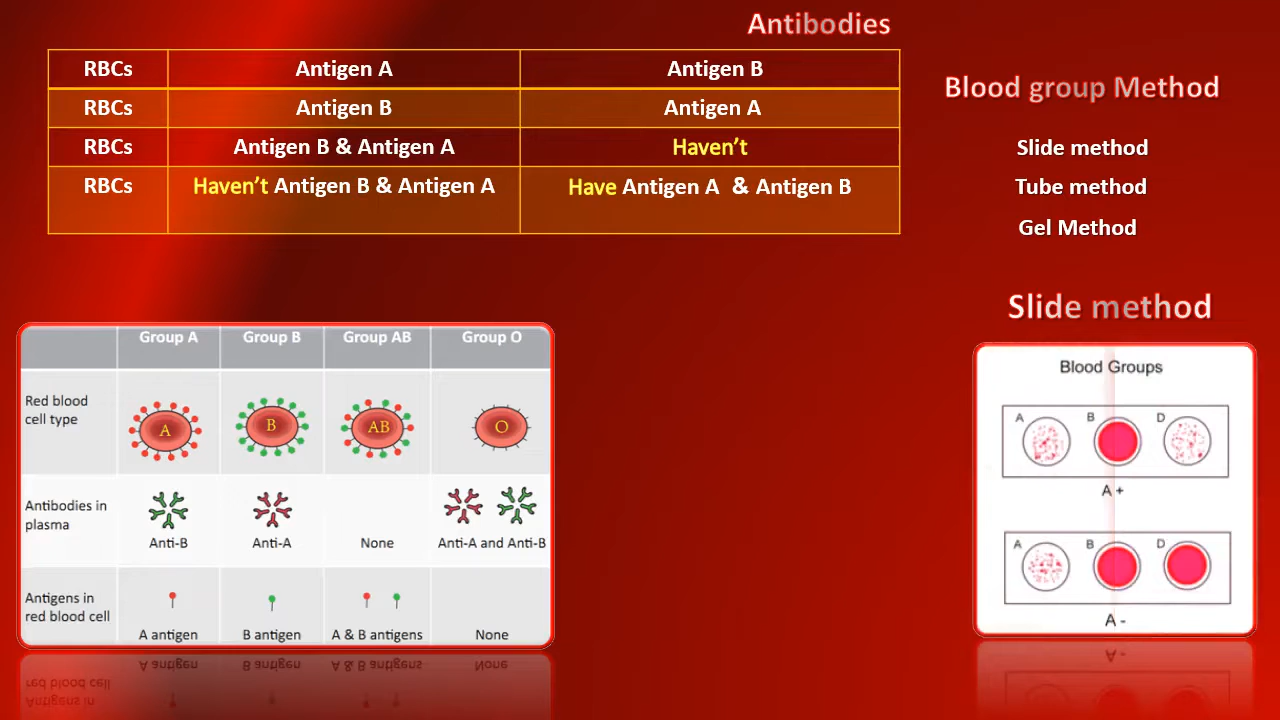 Antibodies
RBCs Antigen A Antigen B
RBCs Antigen B Antigen A
RBCs Antigen B & Antigen A Haven't
RBCs Haven't Antigen B & Antigen A Have Antigen A & Antigen B
Blood group Method
Slide method
Tube method
Gel Method
Group A Group B Group AB Group O
Red blood
cell type
A B AB O
Antibodies in
plasma
Anti-B Anti-A None Anti-A and Anti-B
Antigens in
red blood cell
A antigen B antigen A & B antigens None
Slide method
Blood Groups
A B D
A +
A B D
A -